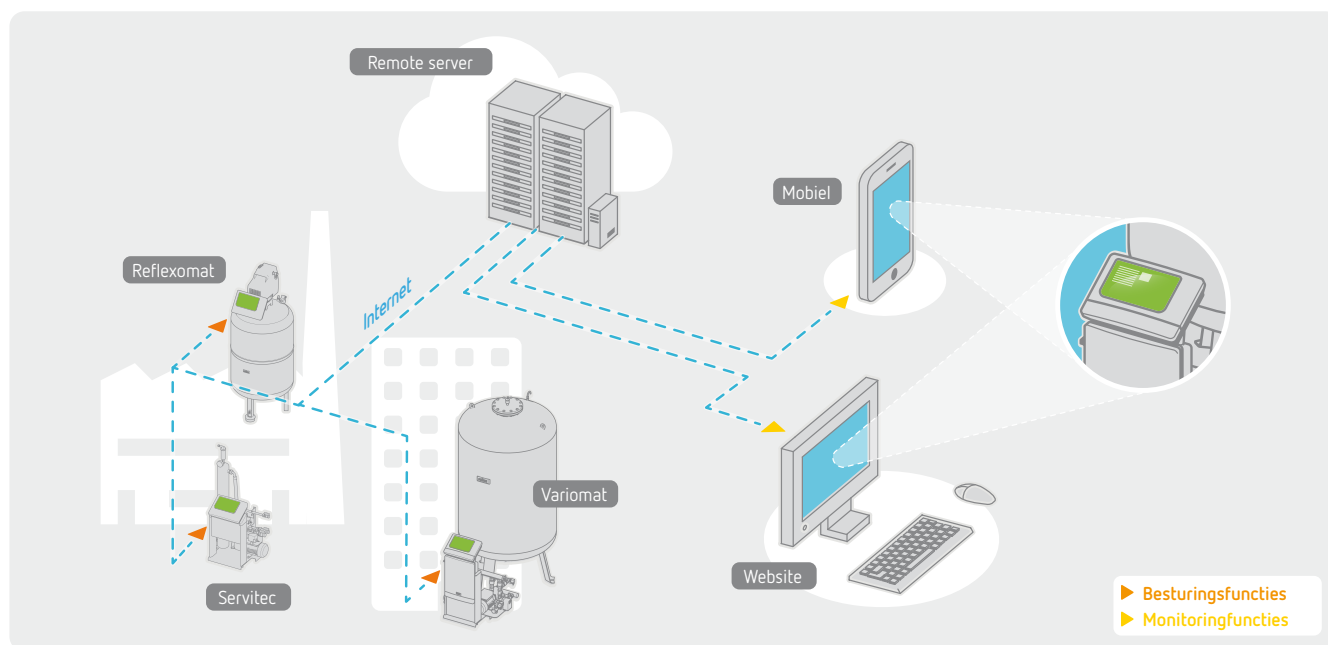 Remote server
Mobiel
Reflexomat
Internet
Variomat
Website
Servitec
Besturingsfuncties
Monitoringfuncties